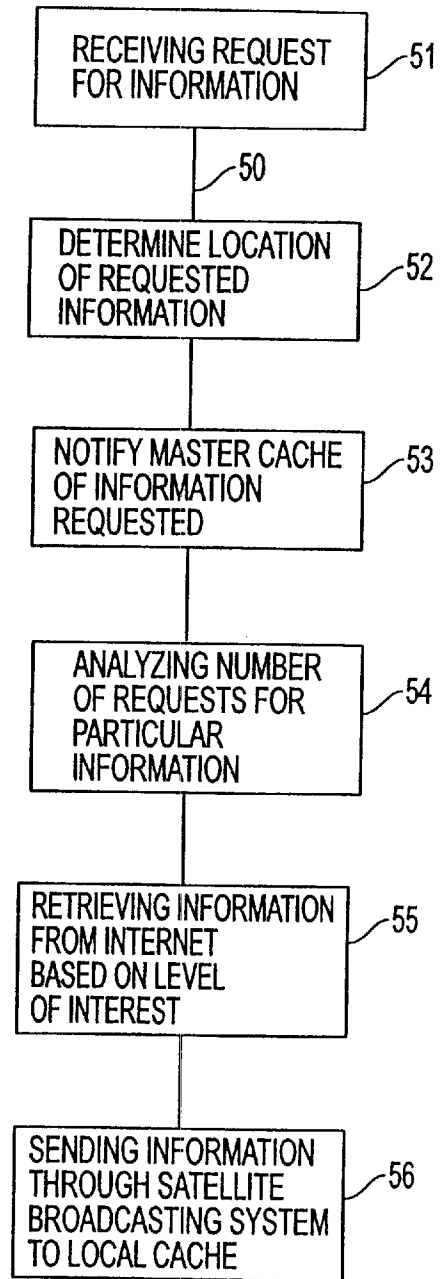 RECEIVING REQUEST
FOR INFORMATION
51
50
DETERMINE LOCATION
OF REQUESTED
INFORMATION
52
NOTIFY MASTER CACHE
OF INFORMATION
REQUESTED
53
ANALYZING NUMBER
OF REQUESTS FOR
PARTICULAR
INFORMATION
54
RETRIEVING INFORMATION
FROM INTERNET
BASED ON LEVEL
OF INTEREST
55
SENDING INFORMATION
THROUGH SATELLITE
BROADCASTING SYSTEM
TO LOCAL CACHE
56